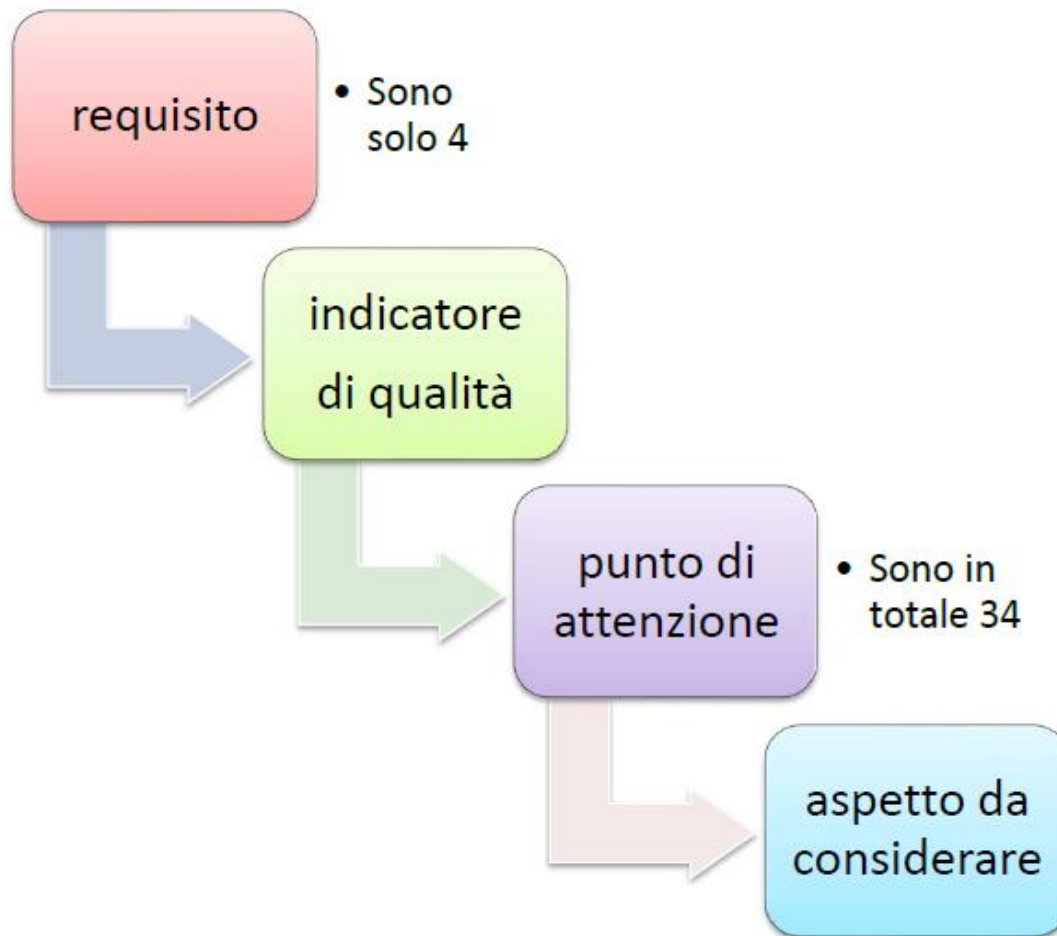 requisito
• Sono
solo 4
indicatore
di qualità
punto di
attenzione
• Sono in
totale 34
aspetto da
considerare